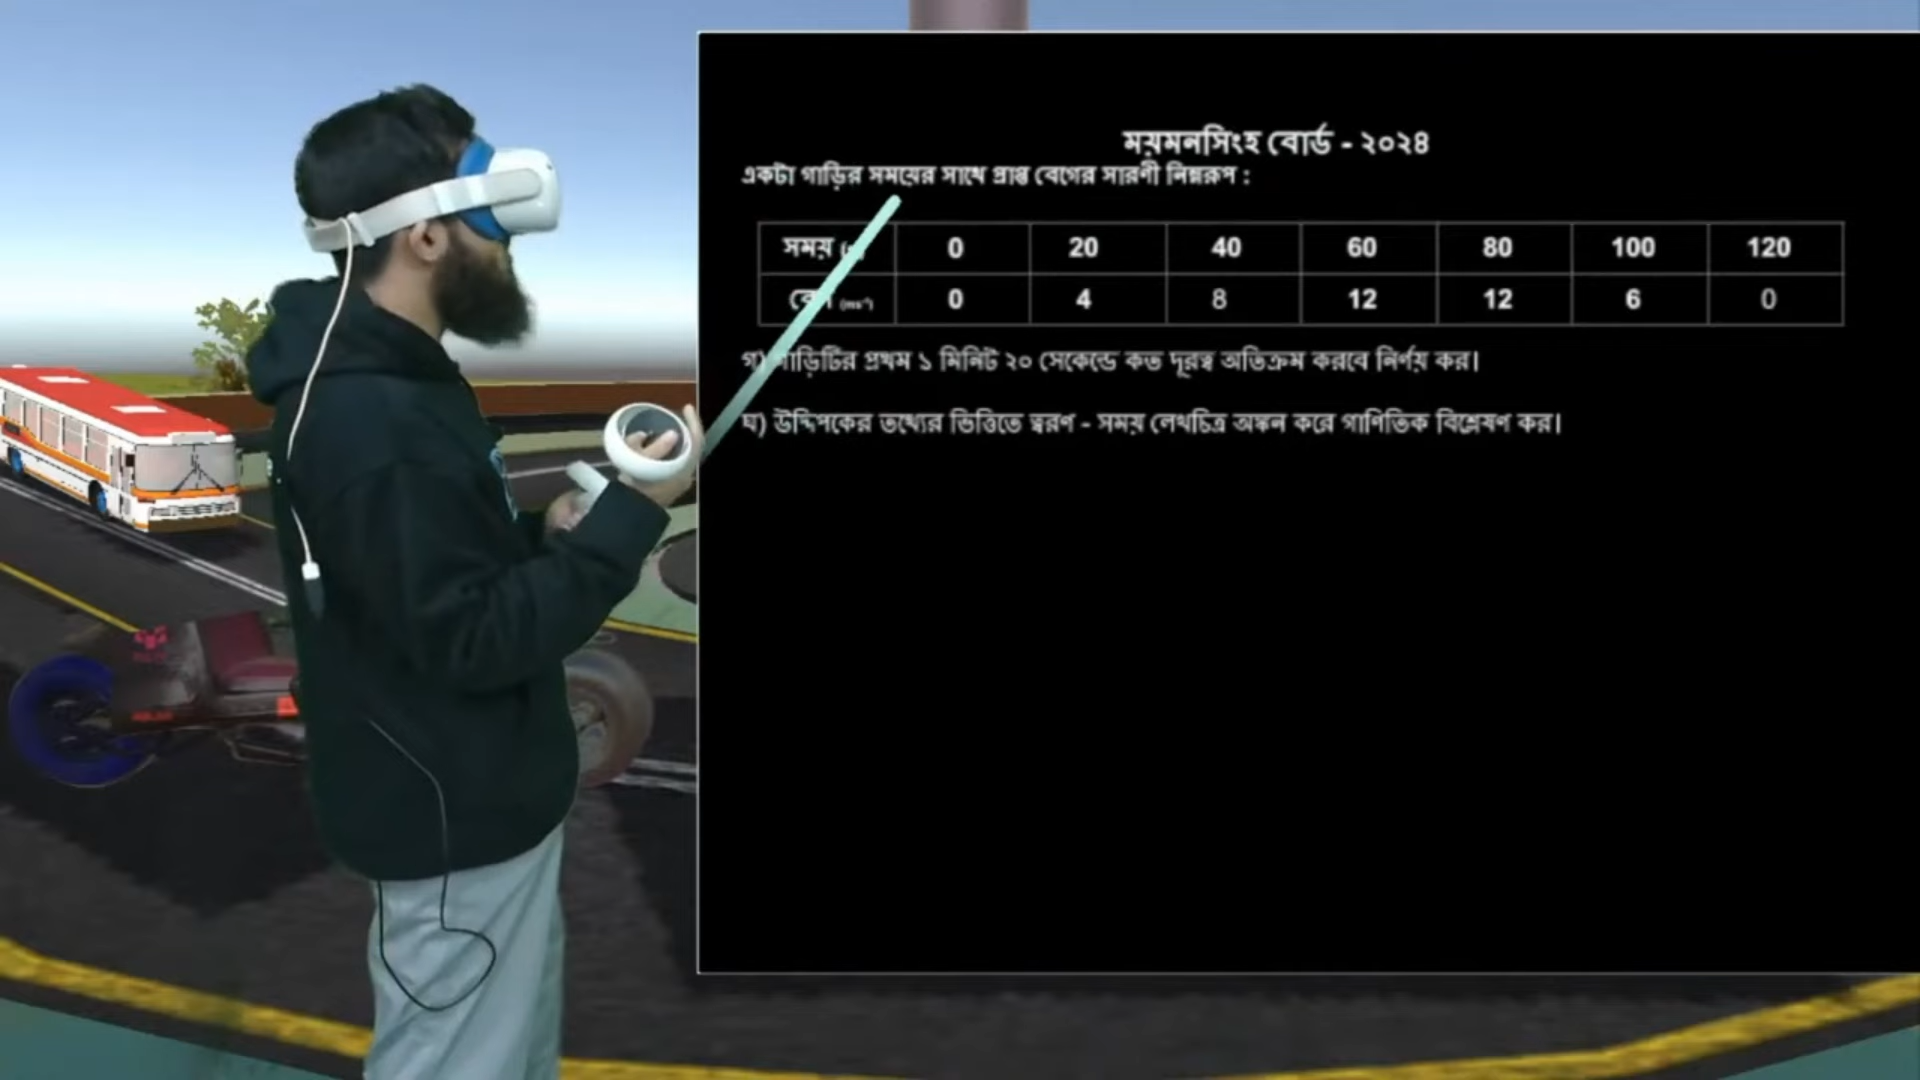 ময়মনসিংহ বোর্ড - ২০২৪
একটা গাড়ির সময়ের সাথে প্রাপ্ত বেগের সারণী নিম্নরূপ :
সময় 0 20 40 60 80 100 120
(ms⁻¹) 0 4 8 12 12 6 0
গ) গাড়িটির প্রথম ১ মিনিট ২০ সেকেন্ডে কত দূরত্ব অতিক্রম করবে নির্ণয় কর।
ঘ) উদ্দিপকের তথ্যের ভিত্তিতে ত্বরণ - সময় লেখচিত্র অঙ্কন করে গাণিতিক বিশ্লেষণ কর।